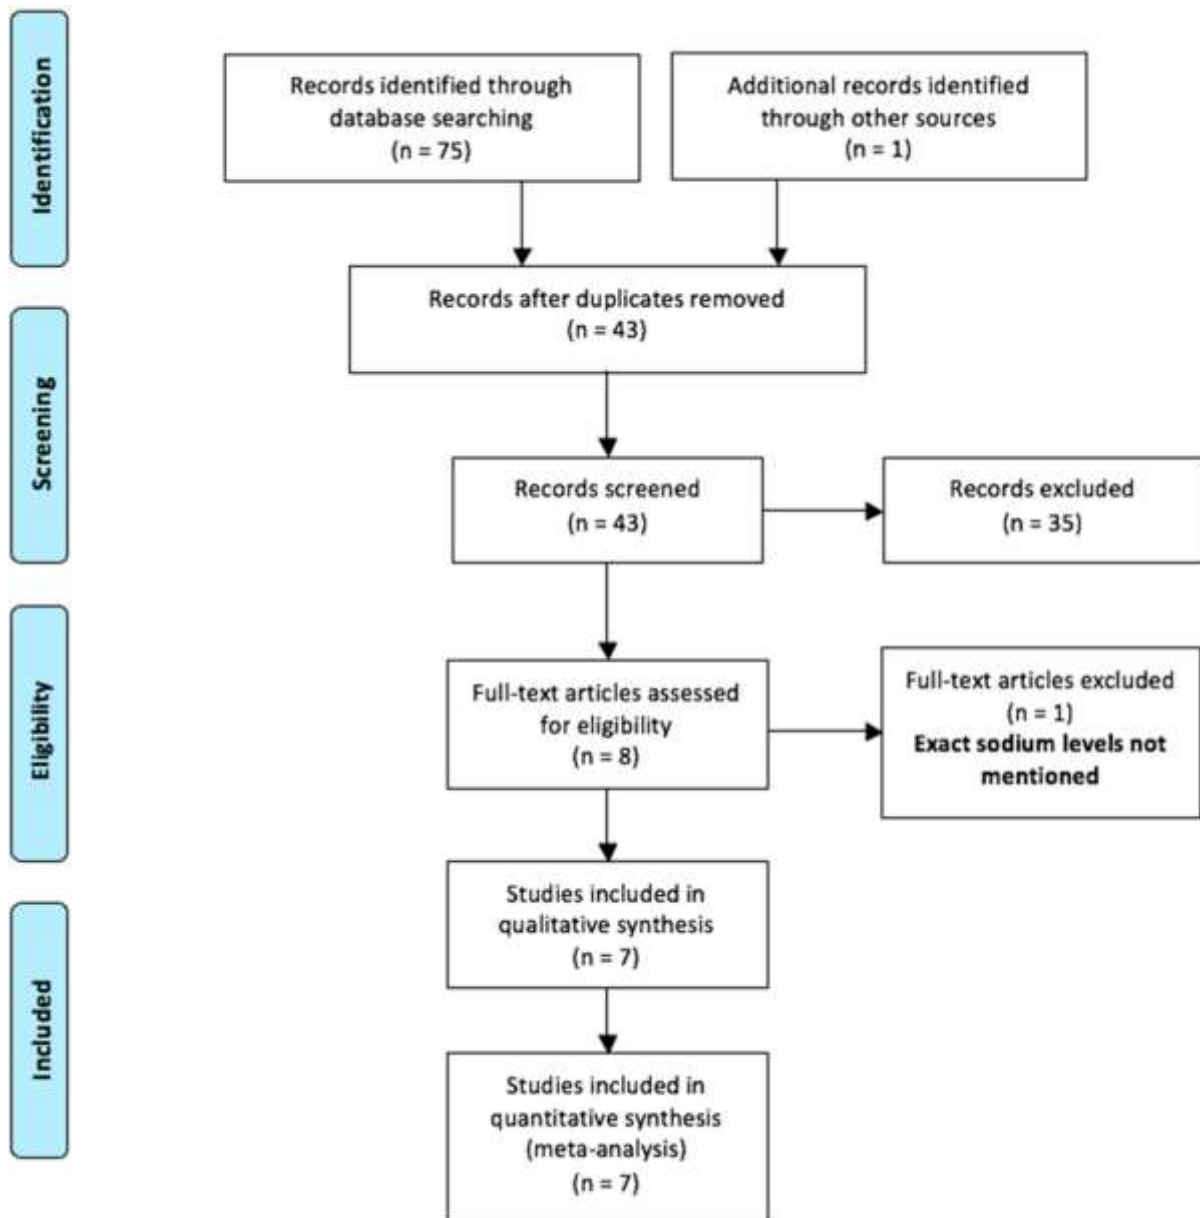 Identification
Records identified through
database searching
(n = 75)
Additional records identified
through other sources
(n = 1)
Records after duplicates removed
(n = 43)
Screening
Records screened
(n = 43)
Records excluded
(n = 35)
Eligibility
Full-text articles assessed
for eligibility
(n = 8)
Full-text articles excluded
(n = 1)
Exact sodium levels not
mentioned
Included
Studies included in
qualitative synthesis
(n = 7)
Studies included in
quantitative synthesis
(meta-analysis)
(n = 7)